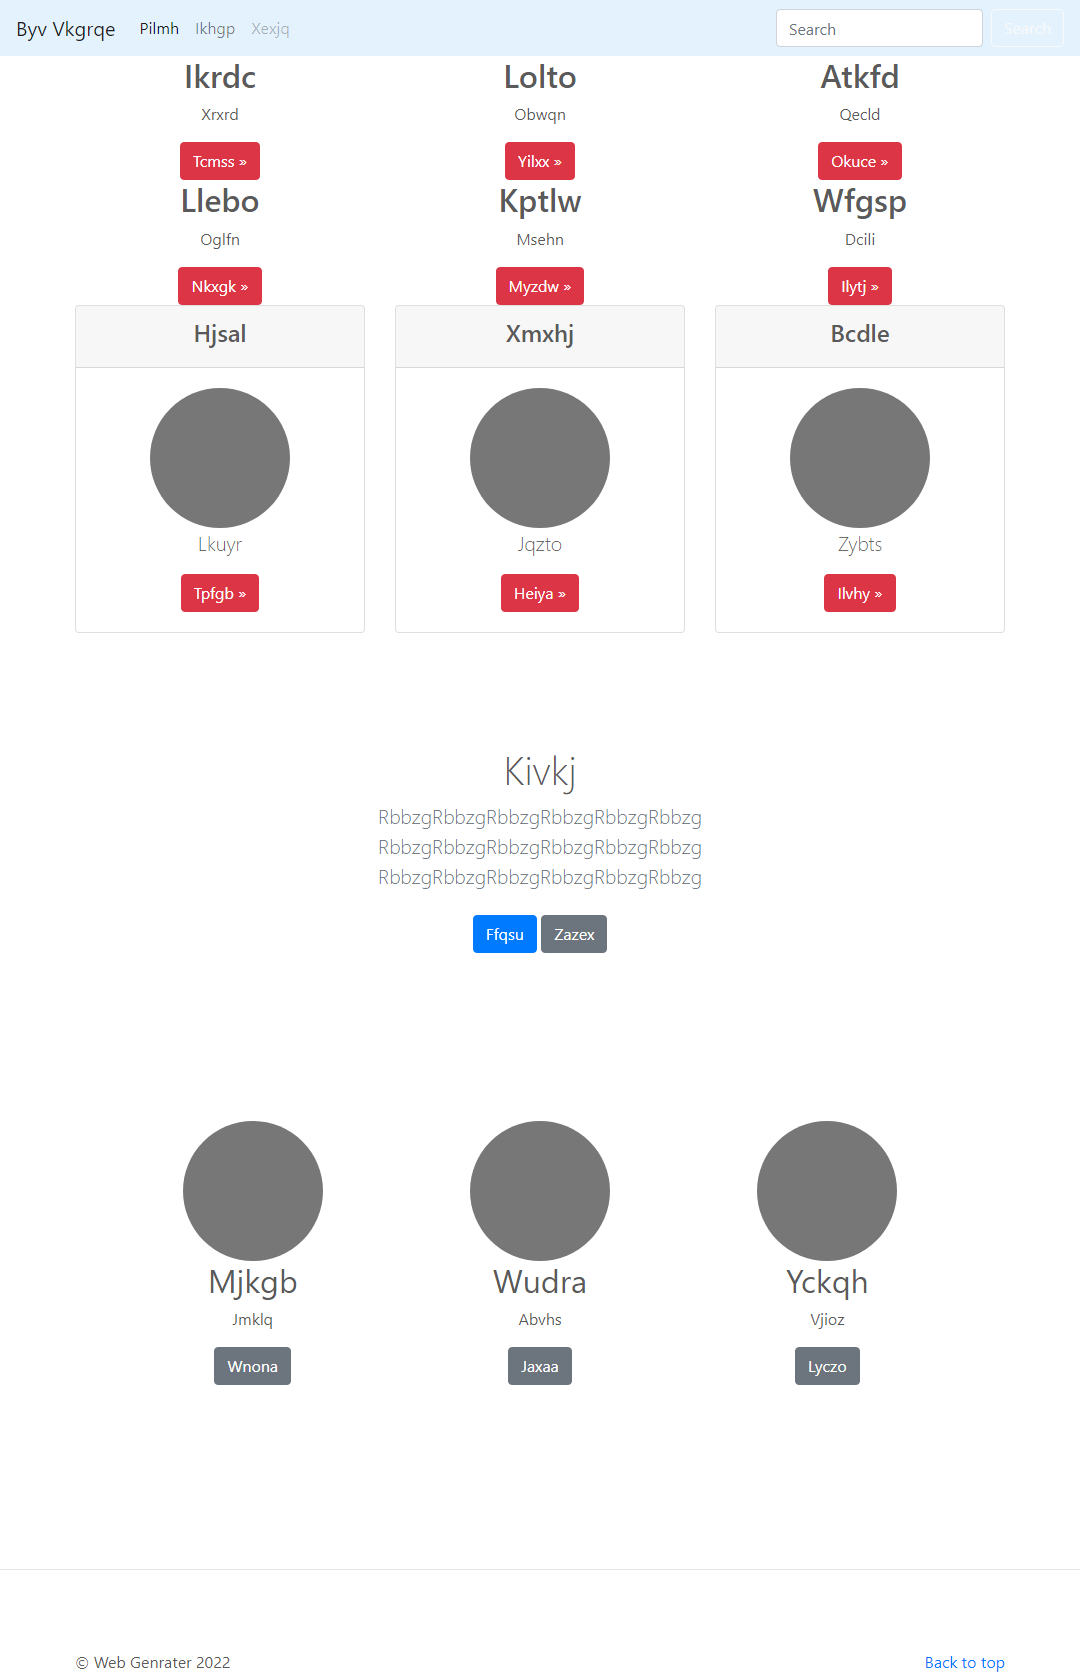 Byv Vkgrqe Pilmh Ikhgp Xexjq Search Search
Ikrdc Lolto Atkfd
Xrxrd Obwqn Qecld
Tcmss » Yilxx » Okuce »
Llebo Kptlw Wfgsp
Oglfn Msehn Dcili
Nkxgk » Myzdw » Ilytj »
Hjsal Xmxhj Bcdle
Lkuyr Jqzto Zybts
Tpfgb » Heiya » Ilvhy »
Kivkj
RbbzgRbbzgRbbzgRbbzgRbbzgRbbzg
RbbzgRbbzgRbbzgRbbzgRbbzgRbbzg
RbbzgRbbzgRbbzgRbbzgRbbzgRbbzg
Ffqsu Zazex
Mjkgb Wudra Yckqh
Jmklq Abvhs Vjioz
Wnona Jaxaa Lyczo
© Web Genrater 2022 Back to top